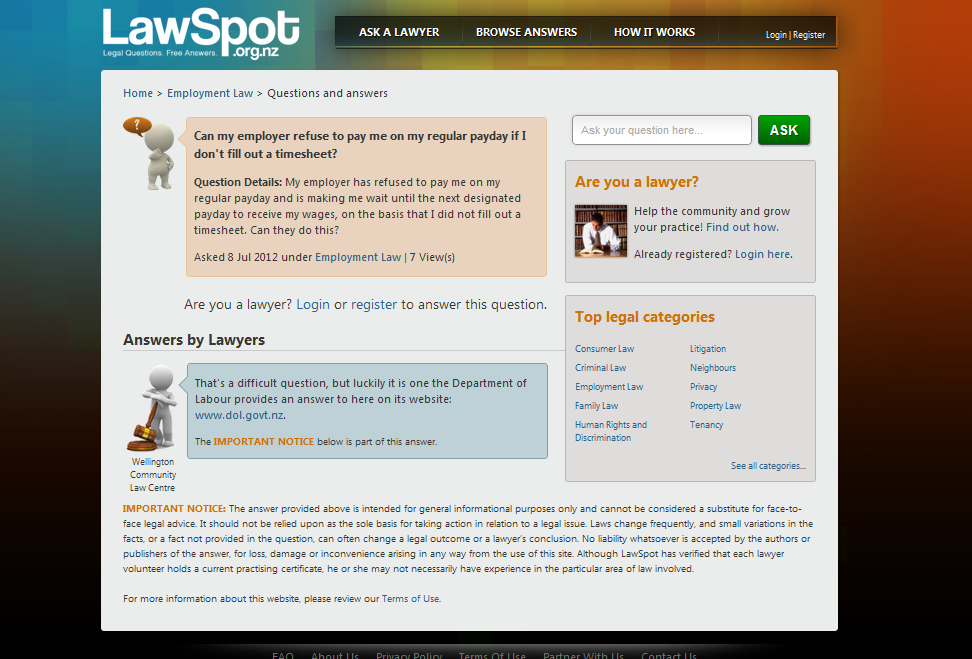 LawSpot
Legal Questions. Free Answers. .org.nz
ASK A LAWYER BROWSE ANSWERS HOW IT WORKS Login | Register
Home > Employment Law > Questions and answers
?
Can my employer refuse to pay me on my regular payday if I
don't fill out a timesheet?
Question Details: My employer has refused to pay me on my
regular payday and is making me wait until the next designated
payday to receive my wages, on the basis that I did not fill out a
timesheet. Can they do this?
Asked 8 Jul 2012 under Employment Law | 7 View(s)
Are you a lawyer? Login or register to answer this question.
Answers by Lawyers
That's a difficult question, but luckily it is one the Department of
Labour provides an answer to here on its website:
www.dol.govt.nz.
The IMPORTANT NOTICE below is part of this answer.
Wellington
Community
Law Centre
Ask your question here...
ASK
Are you a lawyer?
Help the community and grow
your practice! Find out how.
Already registered? Login here.
Top legal categories
Consumer Law
Criminal Law
Employment Law
Family Law
Human Rights and
Discrimination
Litigation
Neighbours
Privacy
Property Law
Tenancy
See all categories...
IMPORTANT NOTICE: The answer provided above is intended for general informational purposes only and cannot be considered a substitute for face-to-
face legal advice. It should not be relied upon as the sole basis for taking action in relation to a legal issue. Laws change frequently, and small variations in the
facts, or a fact not provided in the question, can often change a legal outcome or a lawyer's conclusion. No liability whatsoever is accepted by the authors or
publishers of the answer, for loss, damage or inconvenience arising in any way from the use of this site. Although LawSpot has verified that each lawyer
volunteer holds a current practising certificate, he or she may not necessarily have experience in the particular area of law involved.
For more information about this website, please review our Terms of Use.
FAQ About Us Privacy Policy Terms Of Use Partner With Us Contact Us